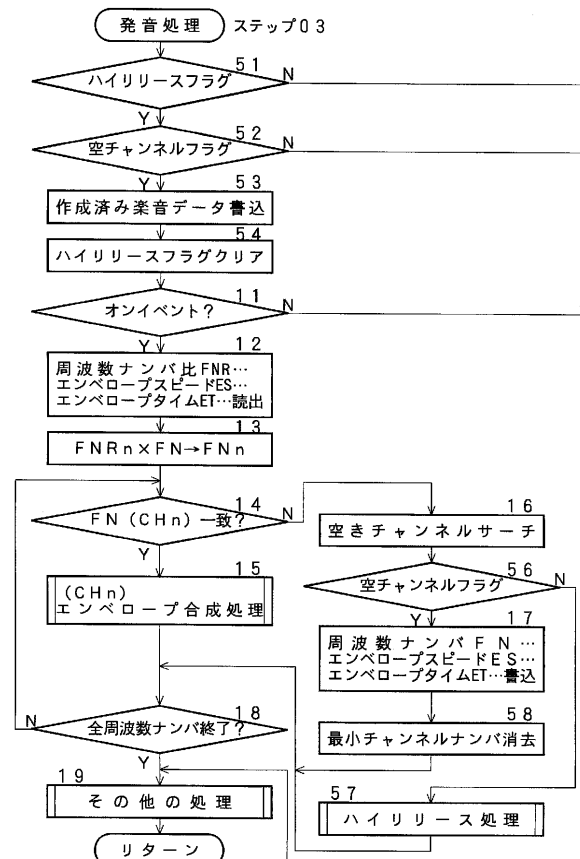 発音処理 ステップ03
51
ハイリリースフラグ N
Y
52
空チャンネルフラグ N
Y
53
作成済み楽音データ書込
54
ハイリリースフラグクリア
11
オンイベント? N
Y
12
周波数ナンバ比FNR…
エンベロープスピードES…
エンベロープタイムET…読出
13
FNRn×FN→FNn
14
FN(CHn)一致? N
Y
15
(CHn)
エンベロープ合成処理
16
空きチャンネルサーチ
56
空チャンネルフラグ N
Y
17
周波数ナンバFN…
エンベロープスピードES…
エンベロープタイムET…書込
58
最小チャンネルナンバ消去
57
ハイリリース処理
18
N 全周波数ナンバ終了?
Y
19
その他の処理
リターン